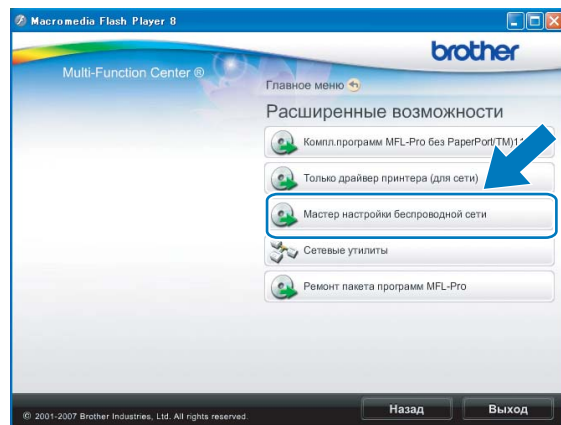 Macromedia Flash Player 8
brother
Multi-Function Center ®
Главное меню
Расширенные возможности
Компл.программ MFL-Pro без PaperPort(TM)11
Только драйвер принтера (для сети)
Мастер настройки беспроводной сети
Сетевые утилиты
Ремонт пакета программ MFL-Pro
© 2001-2007 Brother Industries, Ltd. All rights reserved.
Назад
Выход